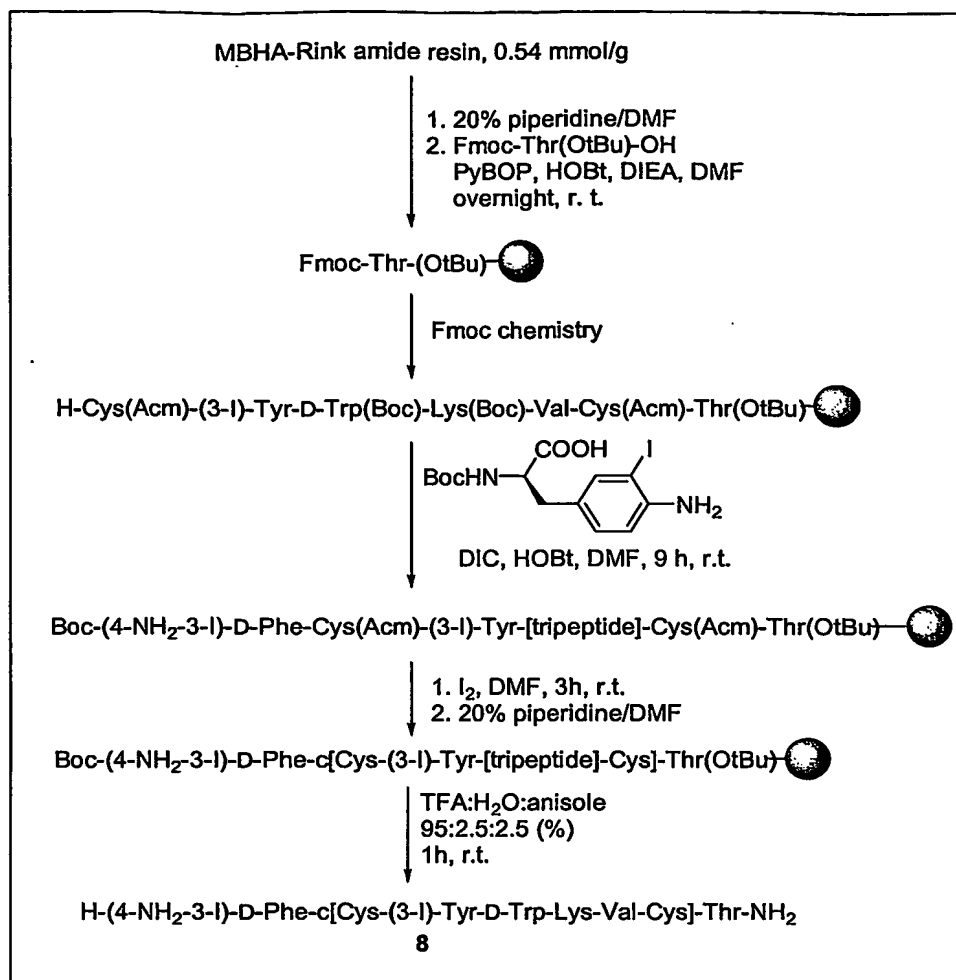 MBHA-Rink amide resin, 0.54 mmol/g
1. 20% piperidine/DMF
2. Fmoc-Thr(OtBu)-OH
PyBOP, HOBt, DIEA, DMF
overnight, r. t.
Fmoc-Thr-(OtBu)
Fmoc chemistry
H-Cys(Acm)-(3-I)-Tyr-D-Trp(Boc)-Lys(Boc)-Val-Cys(Acm)-Thr(OtBu)
COOH
I
BocHN
NH₂
DIC, HOBt, DMF, 9 h, r.t.
Boc-(4-NH₂-3-I)-D-Phe-Cys(Acm)-(3-I)-Tyr-[tripeptide]-Cys(Acm)-Thr(OtBu)
1. I₂, DMF, 3h, r.t.
2. 20% piperidine/DMF
Boc-(4-NH₂-3-I)-D-Phe-c[Cys-(3-I)-Tyr-[tripeptide]-Cys]-Thr(OtBu)
TFA:H₂O:anisole
95:2.5:2.5 (%)
1h, r.t.
H-(4-NH₂-3-I)-D-Phe-c[Cys-(3-I)-Tyr-D-Trp-Lys-Val-Cys]-Thr-NH₂
8